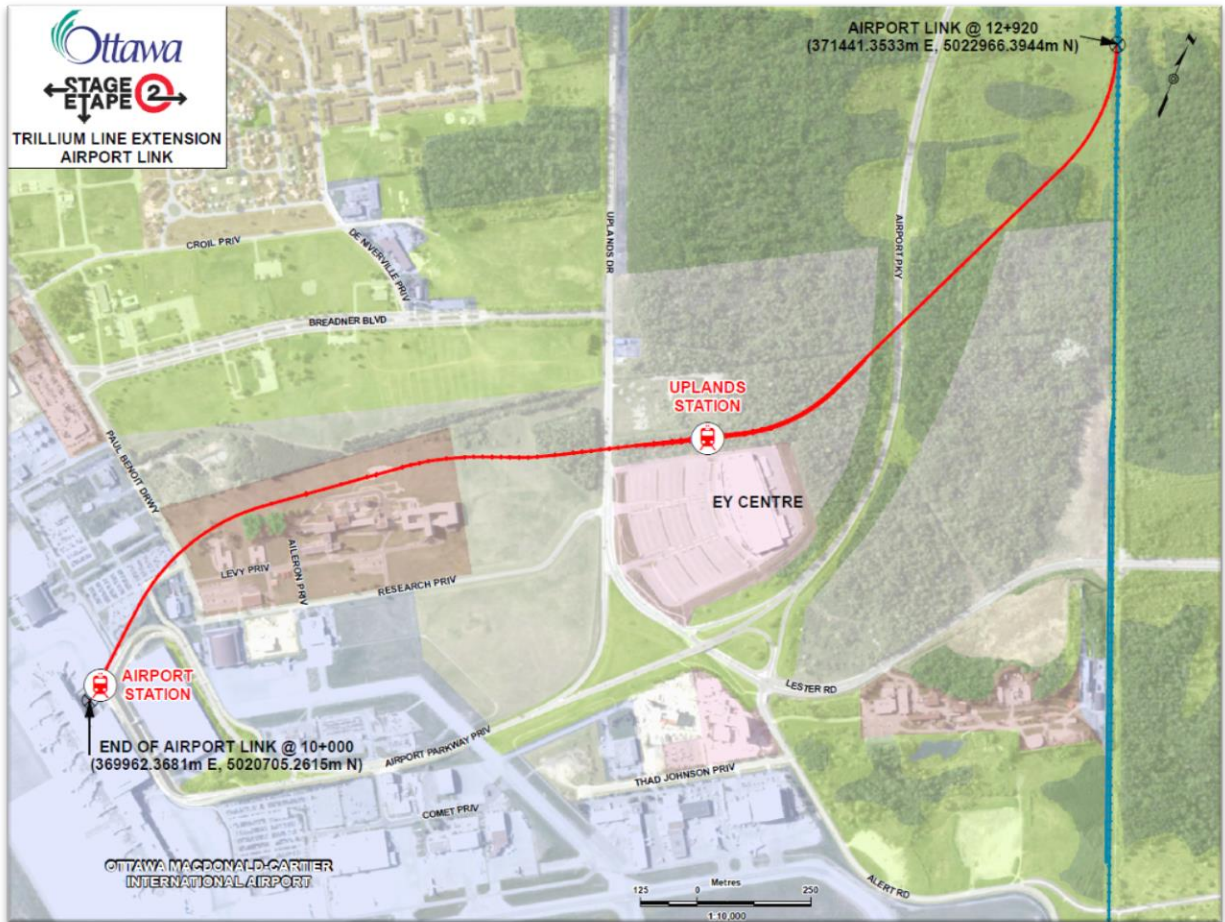 Ottawa
STAGE
ETAPE 2
TRILLIUM LINE EXTENSION
AIRPORT LINK
AIRPORT LINK @ 12+920
(371441.3533m E, 5022966.3944m N)
N
CROIL PRIV
DE NIVERVILLE PRIV
UPLANDS DR
AIRPORT PKY
BREADNER BLVD
UPLANDS
STATION
PAUL BENOIT DRWY
EY CENTRE
LEVY PRIV
AILERON PRIV
RESEARCH PRIV
AIRPORT
STATION
LESTER RD
END OF AIRPORT LINK @ 10+000
(369962.3681m E, 5020705.2615m N)
AIRPORT PARKWAY PRIV
THAD JOHNSON PRIV
COMET PRIV
OTTAWA MACDONALD-CARTIER
INTERNATIONAL AIRPORT
ALERT RD
Metres
125 0 250
1:10,000